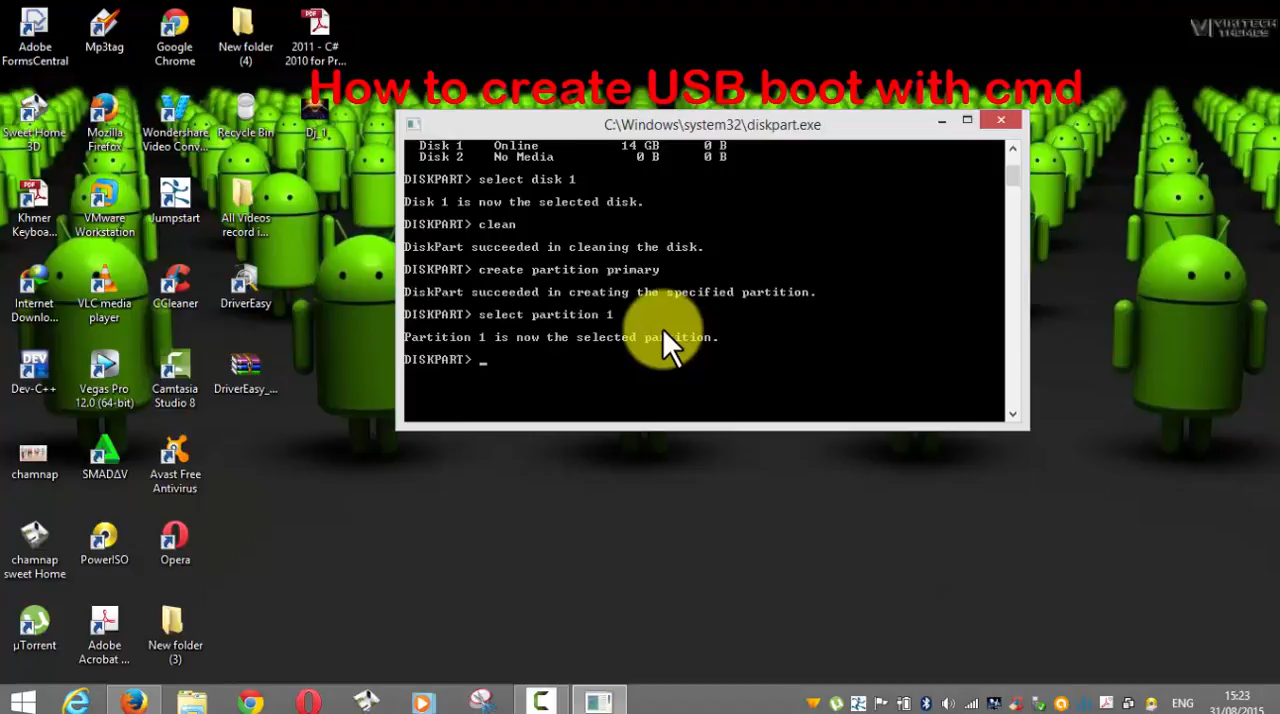 VIKITECH
THEMES
How to create USB boot with cmd
Adobe
FormsCentral
Mp3tag
Google
Chrome
New folder
(4)
2011 - C#
2010 for Pr...
Sweet Home
3D
Mozilla
Firefox
Wondershare
Video Conv...
Recycle Bin
Dj_1
Khmer
Keyboa...
VMware
Workstation
Jumpstart
All Videos
record i...
Internet
Downlo...
VLC media
player
CCleaner
DriverEasy
DEV
Dev-C++
Vegas Pro
12.0 (64-bit)
Camtasia
Studio 8
DriverEasy_...
chamnap
SMADΔV
Avast Free
Antivirus
chamnap
sweet Home
PowerISO
Opera
µTorrent
Adobe
Acrobat ...
New folder
(3)
C:\Windows\system32\diskpart.exe
Disk 1 Online 14 GB 0 B
Disk 2 No Media 0 B 0 B
DISKPART> select disk 1
Disk 1 is now the selected disk.
DISKPART> clean
DiskPart succeeded in cleaning the disk.
DISKPART> create partition primary
DiskPart succeeded in creating the specified partition.
DISKPART> select partition 1
Partition 1 is now the selected partition.
DISKPART> _
ENG
15:23
31/08/2015